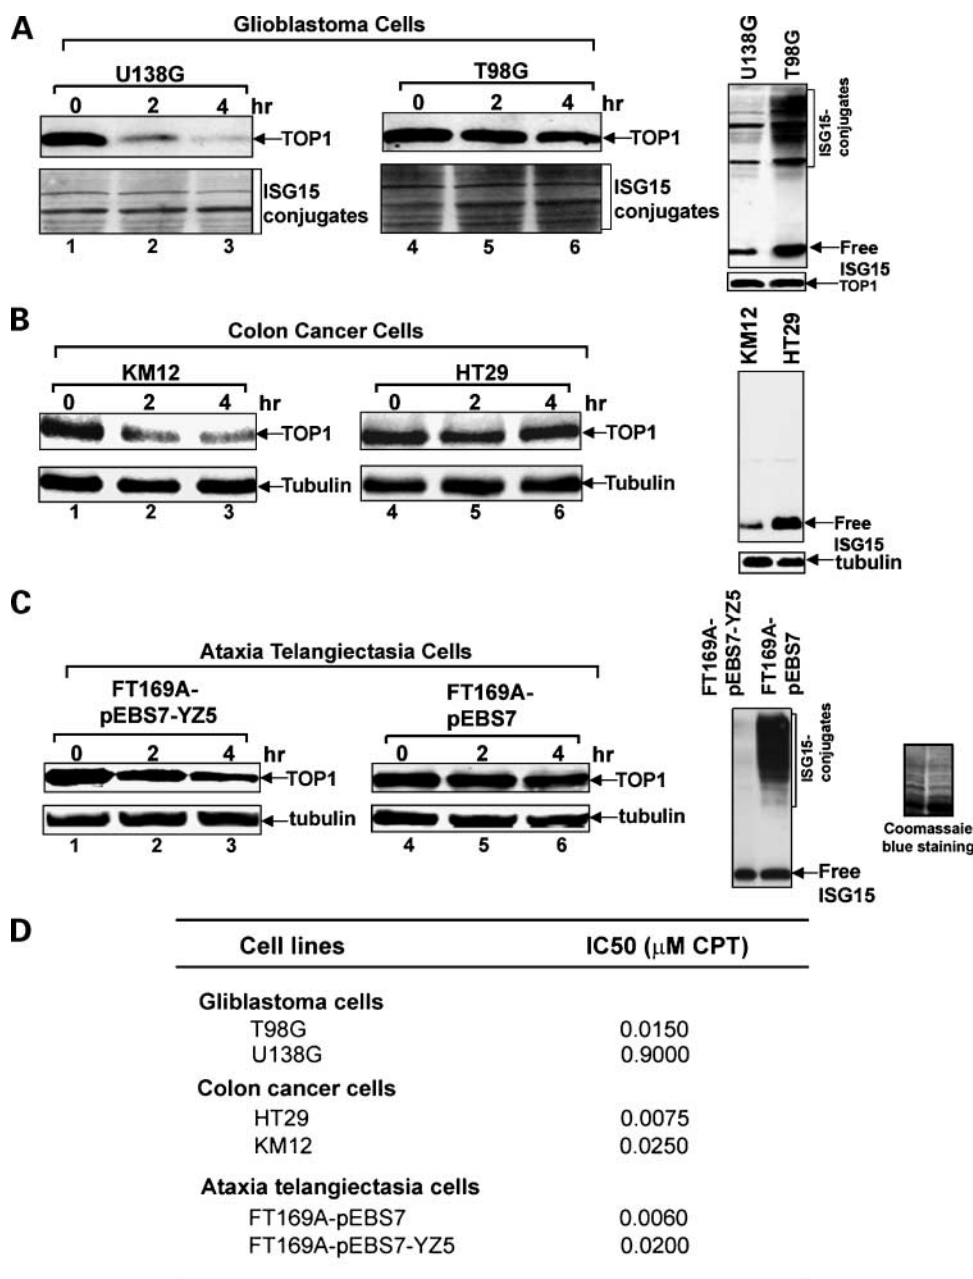 A
Glioblastoma Cells
U138G
T98G
0 2 4 hr
0 2 4
TOP1
TOP1
ISG15
conjugates
ISG15
conjugates
1 2 3
4 5 6
U138G
T98G
ISG15-
conjugates
Free
ISG15
TOP1
B
Colon Cancer Cells
KM12
HT29
0 2 4 hr
0 2 4
TOP1
TOP1
Tubulin
Tubulin
1 2 3
4 5 6
KM12
HT29
Free
ISG15
tubulin
C
Ataxia Telangiectasia Cells
FT169A-
pEBS7-YZ5
FT169A-
pEBS7
0 2 4 hr
0 2 4
TOP1
TOP1
tubulin
tubulin
1 2 3
4 5 6
FT169A-
pEBS7-YZ5
FT169A-
pEBS7
ISG15-
conjugates
Free
ISG15
Coomassaie
blue staining
D
Cell lines IC50 (μM CPT)
Gliblastoma cells
T98G 0.0150
U138G 0.9000
Colon cancer cells
HT29 0.0075
KM12 0.0250
Ataxia telangiectasia cells
FT169A-pEBS7 0.0060
FT169A-pEBS7-YZ5 0.0200